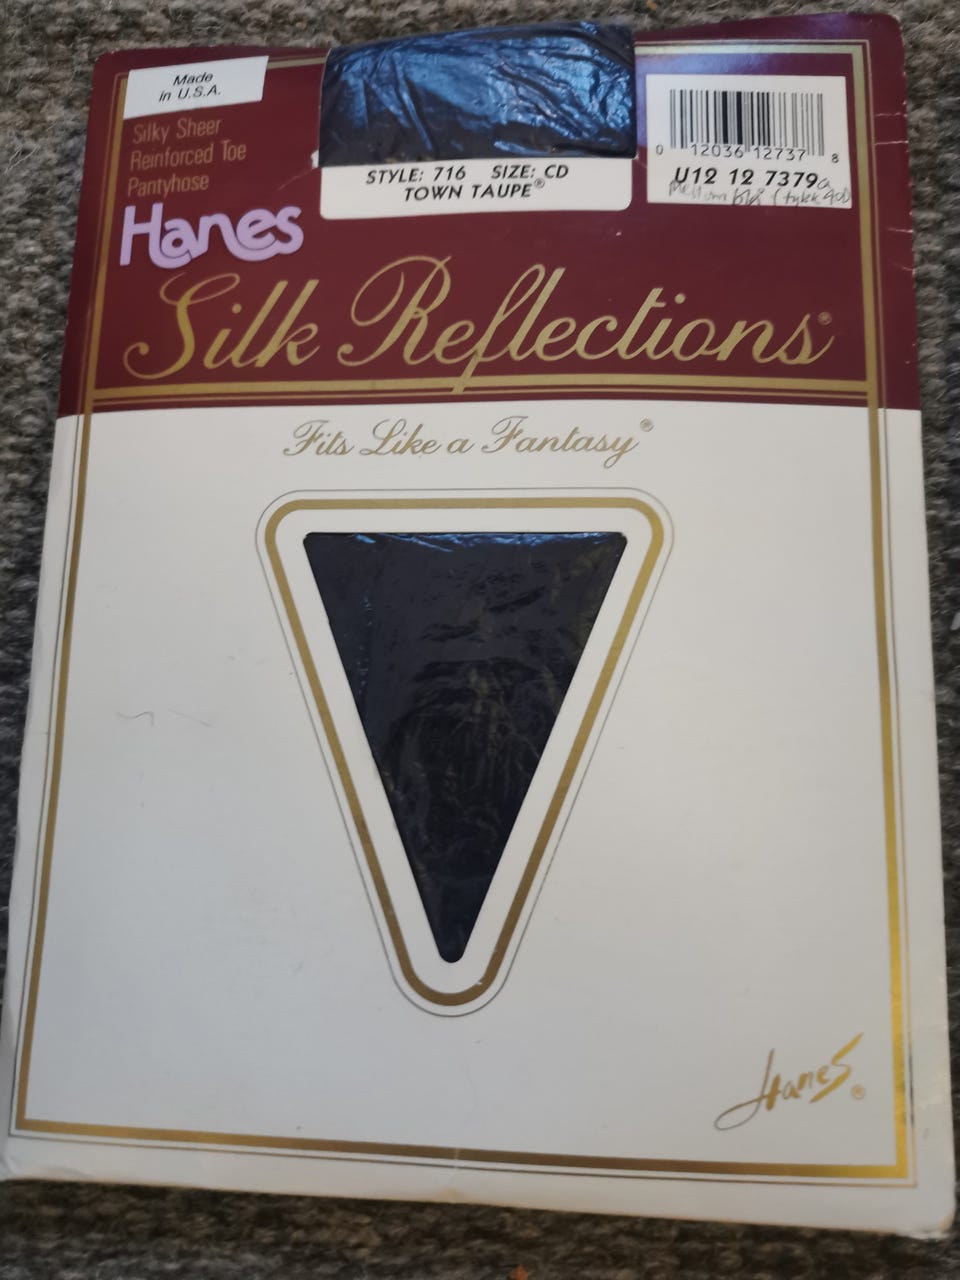 Made
in U.S.A.
Silky Sheer
Reinforced Toe
Pantyhose
Hanes
STYLE: 716 SIZE: CD
TOWN TAUPE®
0 12036 12737 8
U12 12 7379
Silk Reflections®
Fits Like a Fantasy®
Hanes®